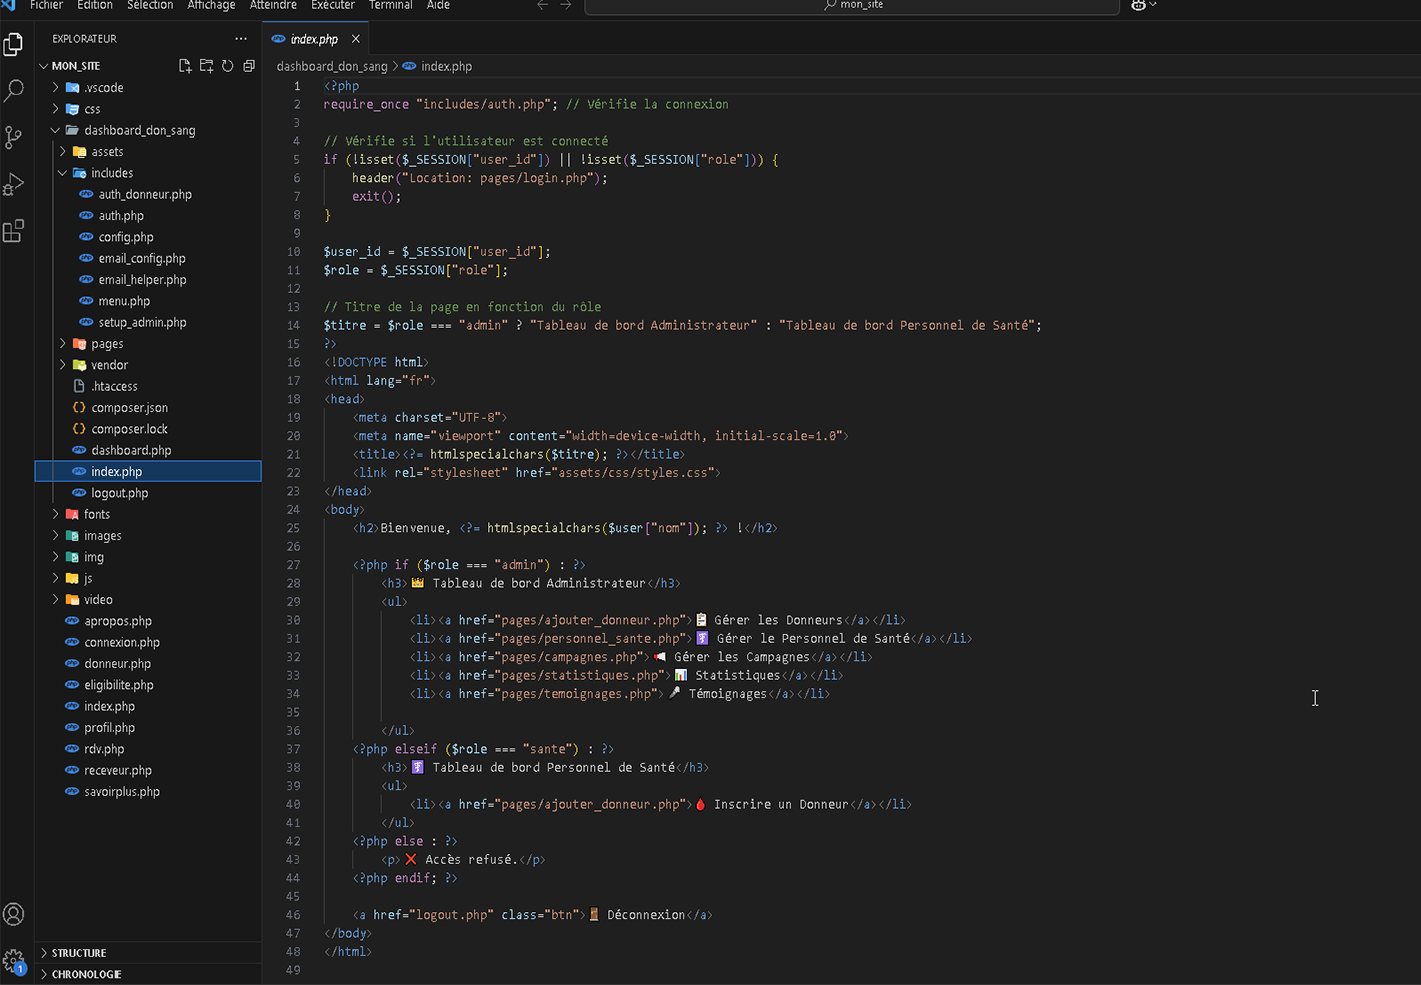 Fichier Edition Sélection Affichage Atteindre Exécuter Terminal Aide mon_site
EXPLORATEUR
MON_SITE
.vscode
css
dashboard_don_sang
assets
includes
auth_donneur.php
auth.php
config.php
email_config.php
email_helper.php
menu.php
setup_admin.php
pages
vendor
.htaccess
composer.json
composer.lock
dashboard.php
index.php
logout.php
fonts
images
img
js
video
apropos.php
connexion.php
donneur.php
eligibilite.php
index.php
profil.php
rdv.php
receveur.php
savoirplus.php
STRUCTURE
CHRONOLOGIE
1
index.php
dashboard_don_sang > index.php
1 <?php
2 require_once "includes/auth.php"; // Vérifie la connexion
3
4 // Vérifie si l'utilisateur est connecté
5 if (!isset($_SESSION["user_id"]) || !isset($_SESSION["role"])) {
6 header("Location: pages/login.php");
7 exit();
8 }
9
10 $user_id = $_SESSION["user_id"];
11 $role = $_SESSION["role"];
12
13 // Titre de la page en fonction du rôle
14 $titre = $role === "admin" ? "Tableau de bord Administrateur" : "Tableau de bord Personnel de Santé";
15 ?>
16 <!DOCTYPE html>
17 <html lang="fr">
18 <head>
19 <meta charset="UTF-8">
20 <meta name="viewport" content="width=device-width, initial-scale=1.0">
21 <title><?= htmlspecialchars($titre); ?></title>
22 <link rel="stylesheet" href="assets/css/styles.css">
23 </head>
24 <body>
25 <h2>Bienvenue, <?= htmlspecialchars($user["nom"]); ?> !</h2>
26
27 <?php if ($role === "admin") : ?>
28 <h3>👑 Tableau de bord Administrateur</h3>
29 <ul>
30 <li><a href="pages/ajouter_donneur.php">📋 Gérer les Donneurs</a></li>
31 <li><a href="pages/personnel_sante.php">⚕️ Gérer le Personnel de Santé</a></li>
32 <li><a href="pages/campagnes.php">📢 Gérer les Campagnes</a></li>
33 <li><a href="pages/statistiques.php">📊 Statistiques</a></li>
34 <li><a href="pages/temoignages.php">🎤 Témoignages</a></li>
35
36 </ul>
37 <?php elseif ($role === "sante") : ?>
38 <h3>⚕️ Tableau de bord Personnel de Santé</h3>
39 <ul>
40 <li><a href="pages/ajouter_donneur.php">🩸 Inscrire un Donneur</a></li>
41 </ul>
42 <?php else : ?>
43 <p>❌ Accès refusé.</p>
44 <?php endif; ?>
45
46 <a href="logout.php" class="btn">🚪 Déconnexion</a>
47 </body>
48 </html>
49